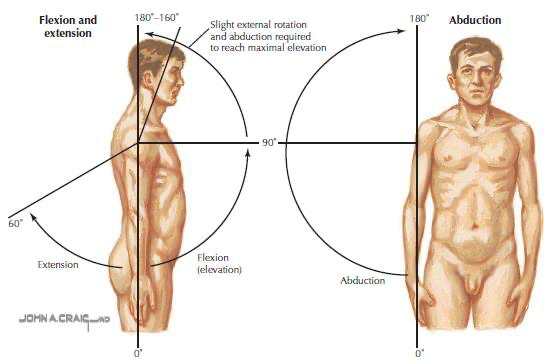 Flexion and
extension
180˚–160˚
Slight external rotation
and abduction required
to reach maximal elevation
180˚
Abduction
90˚
60˚
Extension
Flexion
(elevation)
Abduction
JOHN A. CRAIG MD
0˚
0˚